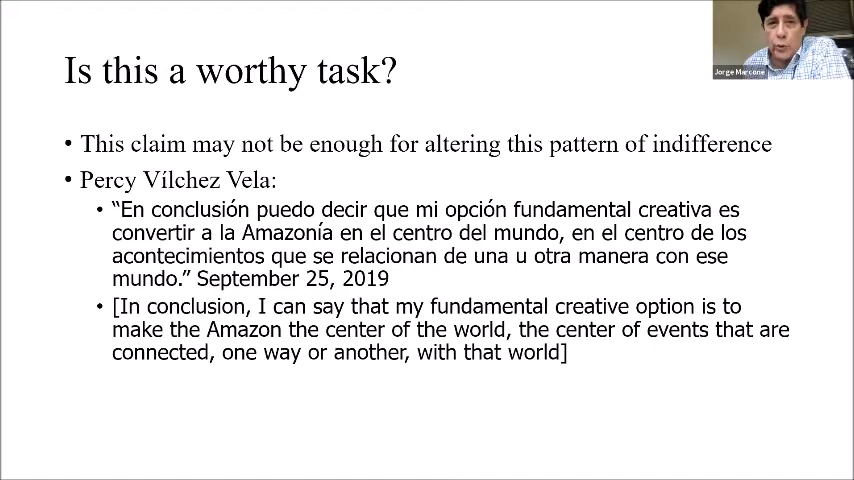 Jorge Marcone
Is this a worthy task?
• This claim may not be enough for altering this pattern of indifference
• Percy Vílchez Vela:
• “En conclusión puedo decir que mi opción fundamental creativa es
convertir a la Amazonía en el centro del mundo, en el centro de los
acontecimientos que se relacionan de una u otra manera con ese
mundo.” September 25, 2019
• [In conclusion, I can say that my fundamental creative option is to
make the Amazon the center of the world, the center of events that are
connected, one way or another, with that world]